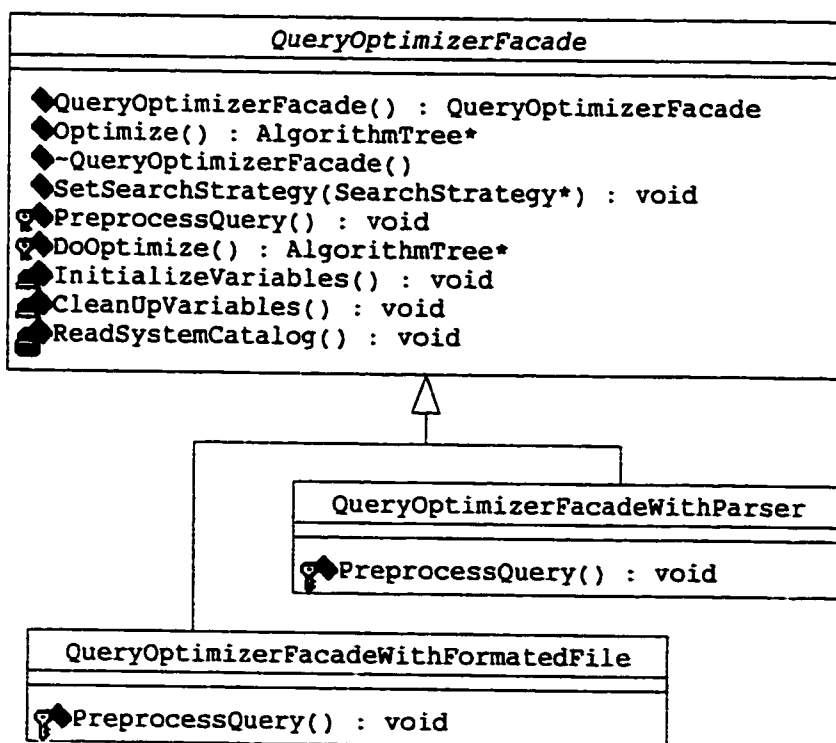 QueryOptimizerFacade
QueryOptimizerFacade() : QueryOptimizerFacade
Optimize() : AlgorithmTree*
~QueryOptimizerFacade()
SetSearchStrategy(SearchStrategy*) : void
PreprocessQuery() : void
DoOptimize() : AlgorithmTree*
InitializeVariables() : void
CleanUpVariables() : void
ReadSystemCatalog() : void
QueryOptimizerFacadeWithParser
PreprocessQuery() : void
QueryOptimizerFacadeWithFormatedFile
PreprocessQuery() : void